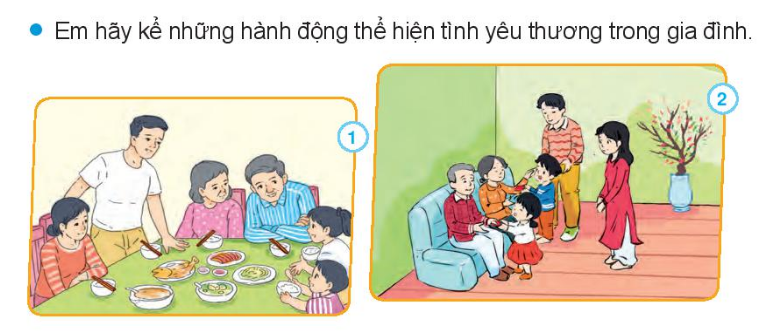 Em hãy kể những hành động thể hiện tình yêu thương trong gia đình.
1
2